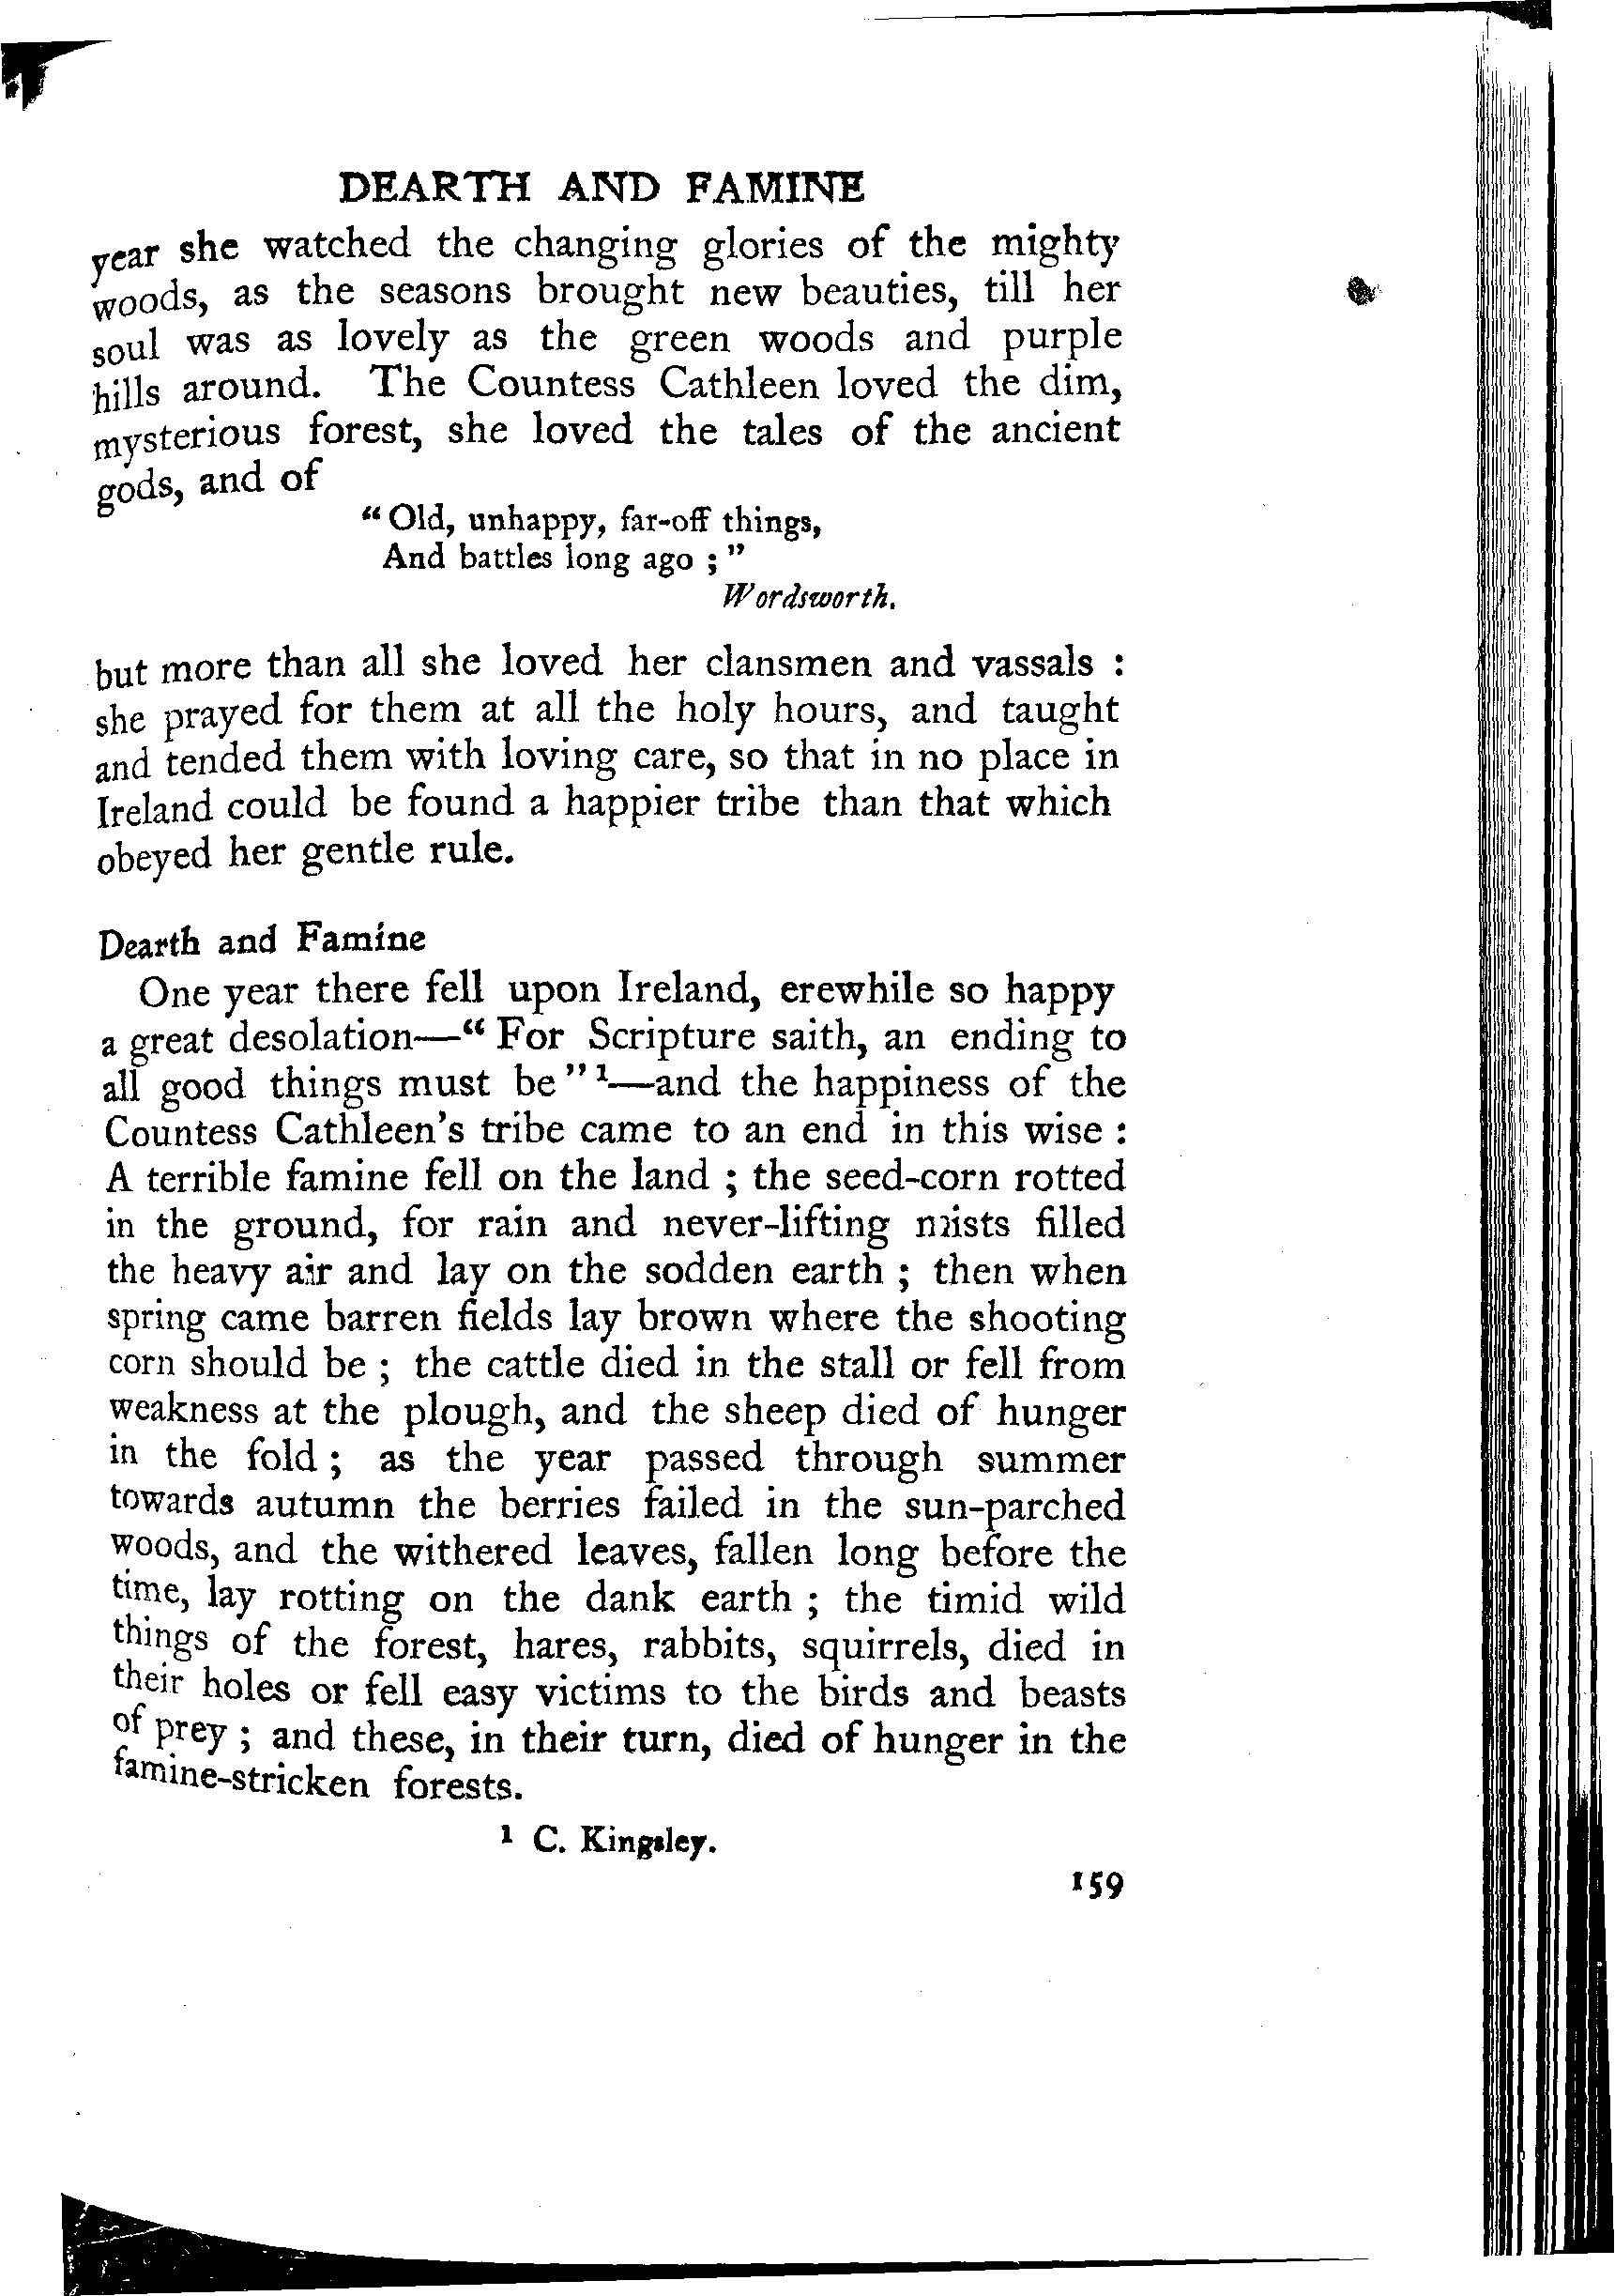 DEARTH AND FAMINE
year she watched the changing glories of the mighty
woods, as the seasons brought new beauties, till her
soul was as lovely as the green woods and purple
hills around. The Countess Cathleen loved the dim,
mysterious forest, she loved the tales of the ancient
gods, and of
“Old, unhappy, far-off things,
And battles long ago ;”
Wordsworth.
but more than all she loved her clansmen and vassals :
she prayed for them at all the holy hours, and taught
and tended them with loving care, so that in no place in
Ireland could be found a happier tribe than that which
obeyed her gentle rule.
Dearth and Famine
One year there fell upon Ireland, erewhile so happy
a great desolation—“For Scripture saith, an ending to
all good things must be”¹—and the happiness of the
Countess Cathleen's tribe came to an end in this wise :
A terrible famine fell on the land ; the seed-corn rotted
in the ground, for rain and never-lifting mists filled
the heavy air and lay on the sodden earth ; then when
spring came barren fields lay brown where the shooting
corn should be ; the cattle died in the stall or fell from
weakness at the plough, and the sheep died of hunger
in the fold ; as the year passed through summer
towards autumn the berries failed in the sun-parched
woods, and the withered leaves, fallen long before the
time, lay rotting on the dank earth ; the timid wild
things of the forest, hares, rabbits, squirrels, died in
their holes or fell easy victims to the birds and beasts
of prey ; and these, in their turn, died of hunger in the
famine-stricken forests.
¹ C. Kingsley.
159